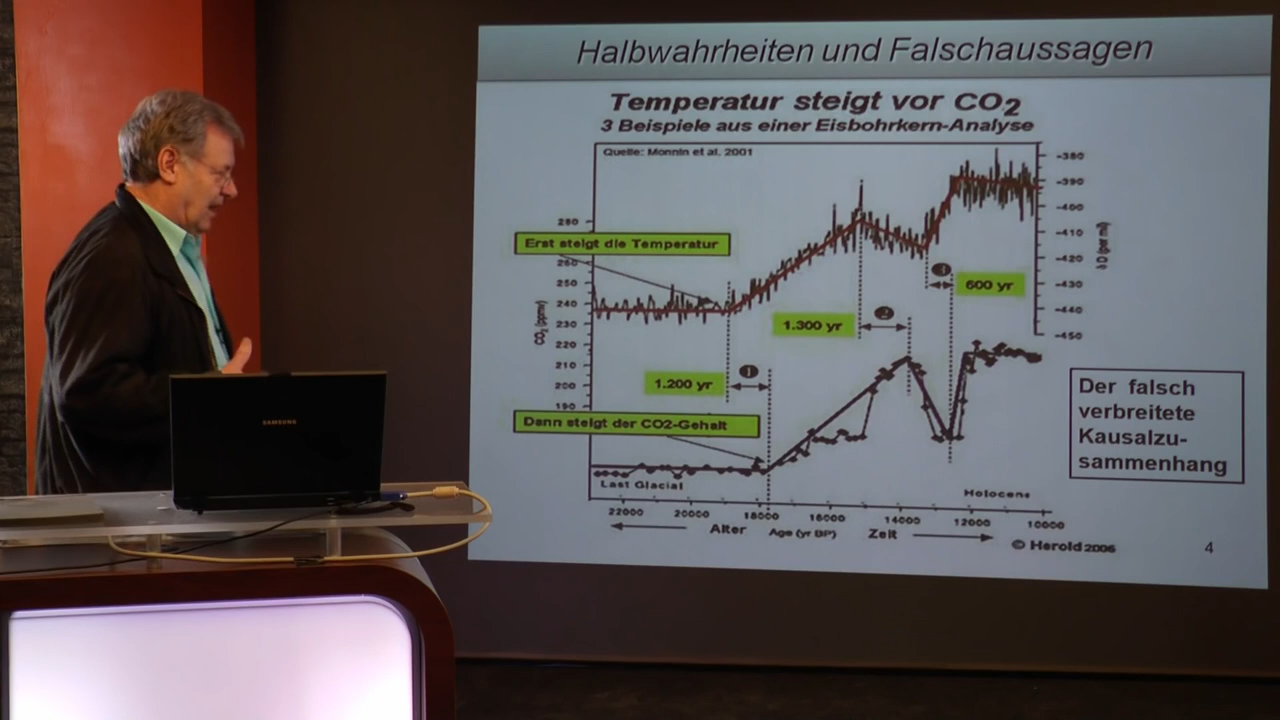 Halbwahrheiten und Falschaussagen
Temperatur steigt vor CO2
3 Beispiele aus einer Eisbohrkern-Analyse
Quelle: Monnin et al. 2001
-380
-390
-400
-410
-420
-430
-440
-450
δ D (per mil)
280
260
250
240
230
220
210
200
190
CO2 (ppmv)
Erst steigt die Temperatur
3
600 yr
2
1.300 yr
1
1.200 yr
Dann steigt der CO2-Gehalt
Der falsch
verbreitete
Kausalzu-
sammenhang
Last Glacial
Holocene
22000 20000 18000 16000 14000 12000 10000
Alter Age (yr BP) Zeit
© Herold 2006
4
SAMSUNG